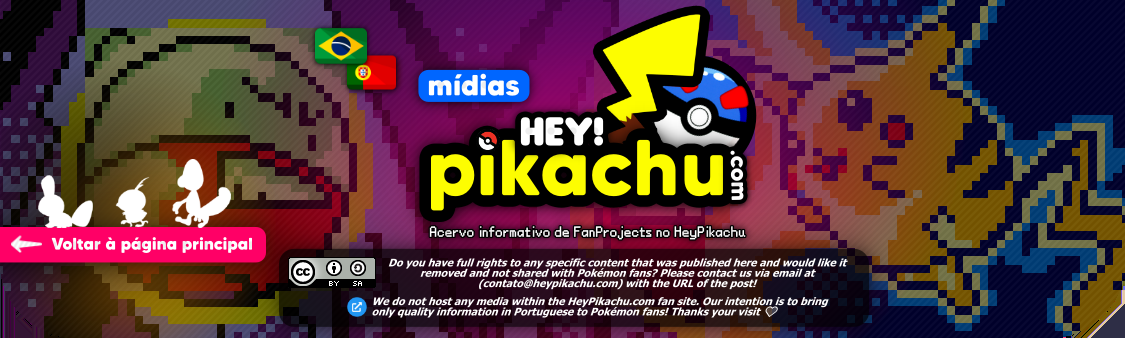 mídias
HEY!
pikachu
.com
Acervo informativo de FanProjects no HeyPikachu
Voltar à página principal
cc
BY SA
Do you have full rights to any specific content that was published here and would like it
removed and not shared with Pokémon fans? Please contact us via email at
(contato@heypikachu.com) with the URL of the post!
We do not host any media within the HeyPikachu.com fan site. Our intention is to bring
only quality information in Portuguese to Pokémon fans! Thanks your visit